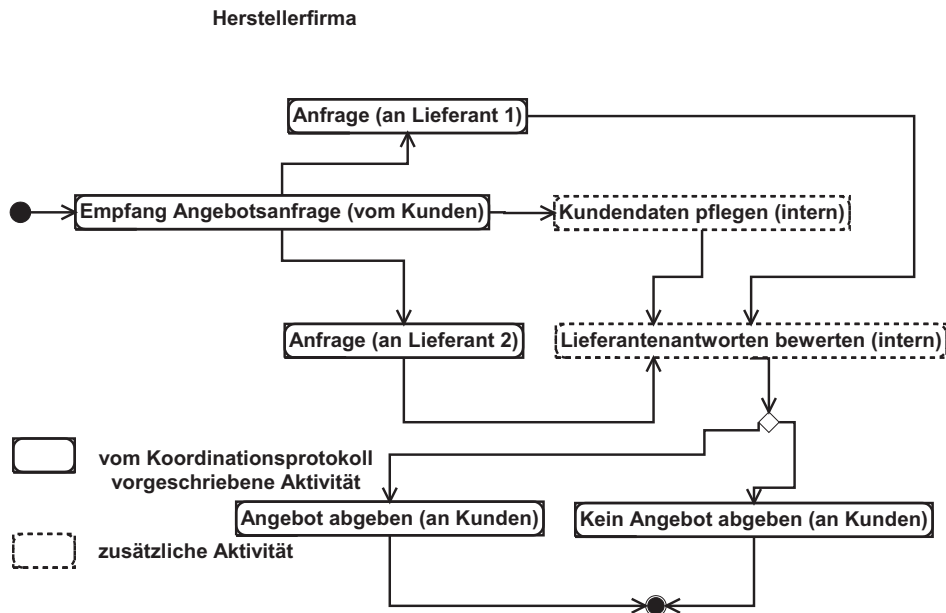 Herstellerfirma
Anfrage (an Lieferant 1)
Empfang Angebotsanfrage (vom Kunden)
Kundendaten pflegen (intern)
Anfrage (an Lieferant 2)
Lieferantenantworten bewerten (intern)
vom Koordinationsprotokoll
vorgeschriebene Aktivität
Angebot abgeben (an Kunden)
Kein Angebot abgeben (an Kunden)
zusätzliche Aktivität